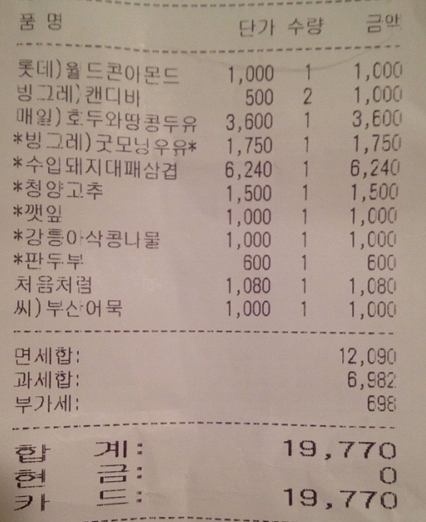 품 명 단가 수량 금액
롯데)월드콘아몬드 1,000 1 1,000
빙그레)캔디바 500 2 1,000
매일)호두와땅콩두유 3,600 1 3,600
*빙그레)굿모닝우유* 1,750 1 1,750
*수입돼지대패삼겹 6,240 1 6,240
*청양고추 1,500 1 1,500
*깻잎 1,000 1 1,000
*강릉아삭콩나물 1,000 1 1,000
*판두부 600 1 600
처음처럼 1,080 1 1,080
씨)부산어묵 1,000 1 1,000
면세합: 12,090
과세합: 6,982
부가세: 698
합 계: 19,770
현 금: 0
카 드: 19,770